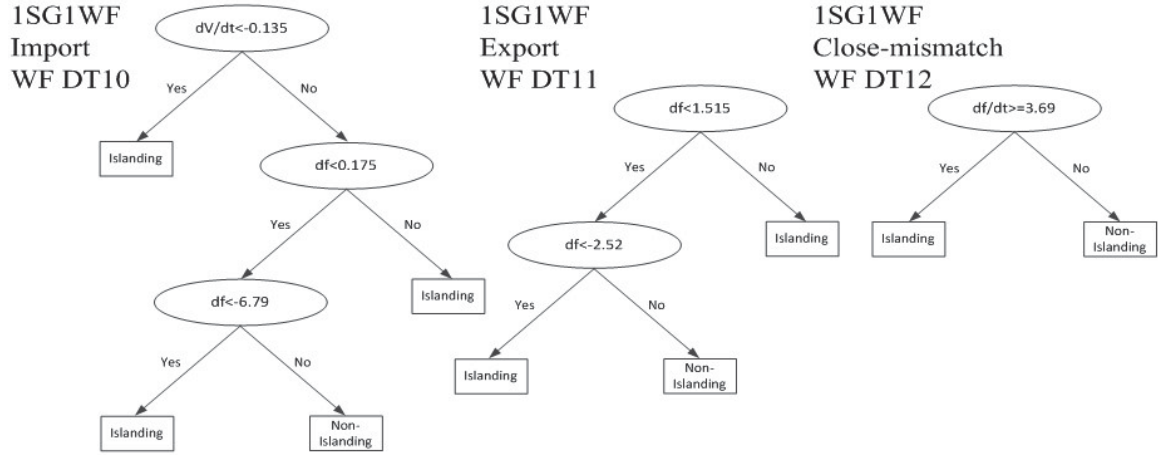 1SG1WF
Import
WF DT10
dV/dt<-0.135
Yes
No
Islanding
df<0.175
Yes
No
df<-6.79
Islanding
Yes
No
Islanding
Non-
Islanding
1SG1WF
Export
WF DT11
df<1.515
Yes
No
df<-2.52
Islanding
Yes
No
Islanding
Non-
Islanding
1SG1WF
Close-mismatch
WF DT12
df/dt>=3.69
Yes
No
Islanding
Non-
Islanding